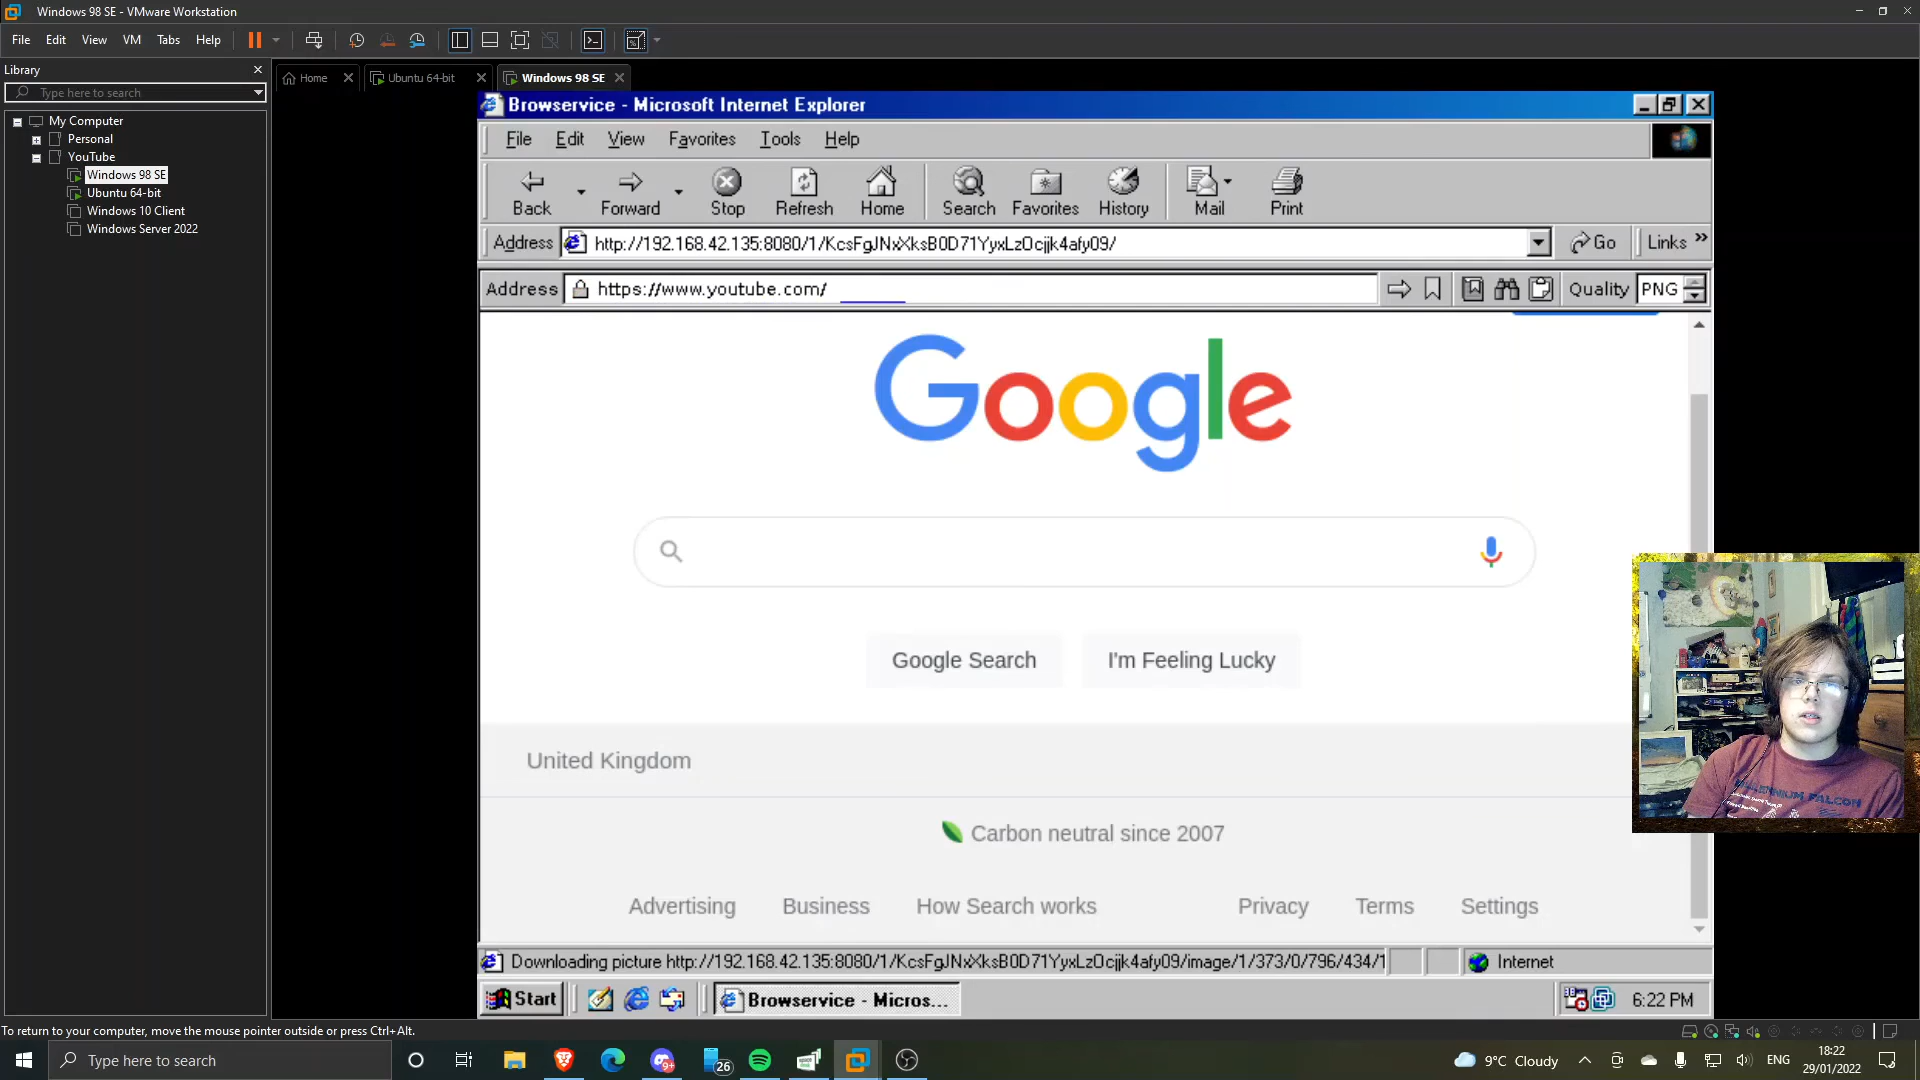 Windows 98 SE - VMware Workstation
File Edit View VM Tabs Help
Library
Type here to search
My Computer
Personal
YouTube
Windows 98 SE
Ubuntu 64-bit
Windows 10 Client
Windows Server 2022
Home Ubuntu 64-bit Windows 98 SE
Browservice - Microsoft Internet Explorer
File Edit View Favorites Tools Help
Back Forward Stop Refresh Home Search Favorites History Mail Print
Address http://192.168.42.135:8080/1/KcsFgJNxXksB0D71YyxLzOcjjk4afy09/ Go Links »
Address https://www.youtube.com/ Quality PNG
Google
Google Search I'm Feeling Lucky
United Kingdom
Carbon neutral since 2007
Advertising Business How Search works Privacy Terms Settings
Downloading picture http://192.168.42.135:8080/1/KcsFgJNxXksB0D71YyxLzOcjjk4afy09/image/1/373/0/796/434/1 Internet
Start Browservice - Micros... 6:22 PM
MILLENNIUM FALCON
To return to your computer, move the mouse pointer outside or press Ctrl+Alt.
Type here to search 9+ 26 9°C Cloudy ENG 18:22
29/01/2022